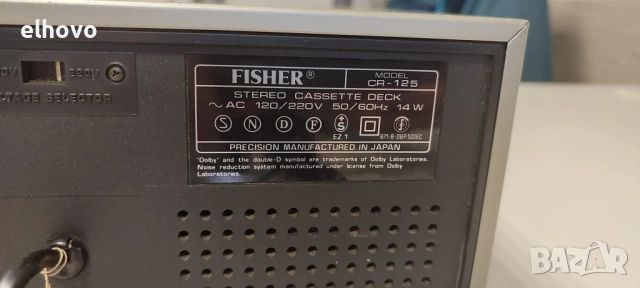 elhovo
220V
VOLTAGE SELECTOR
FISHER®
MODEL
CR-125
STEREO CASSETTE DECK
~ AC 120/220V 50/60Hz 14W
S N D F S
EZ 1
PRECISION MANUFACTURED IN JAPAN
'Dolby' and the double-D symbol are trademarks of Dolby Laboratories.
Noise reduction system manufactured under license from Dolby
Laboratories.
BAZAR